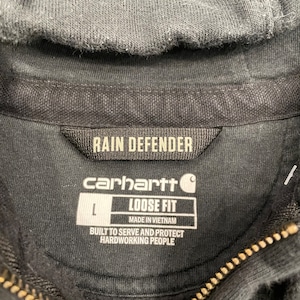 RAIN DEFENDER
carhartt
L LOOSE FIT
MADE IN VIETNAM
BUILT TO SERVE AND PROTECT
HARDWORKING PEOPLE